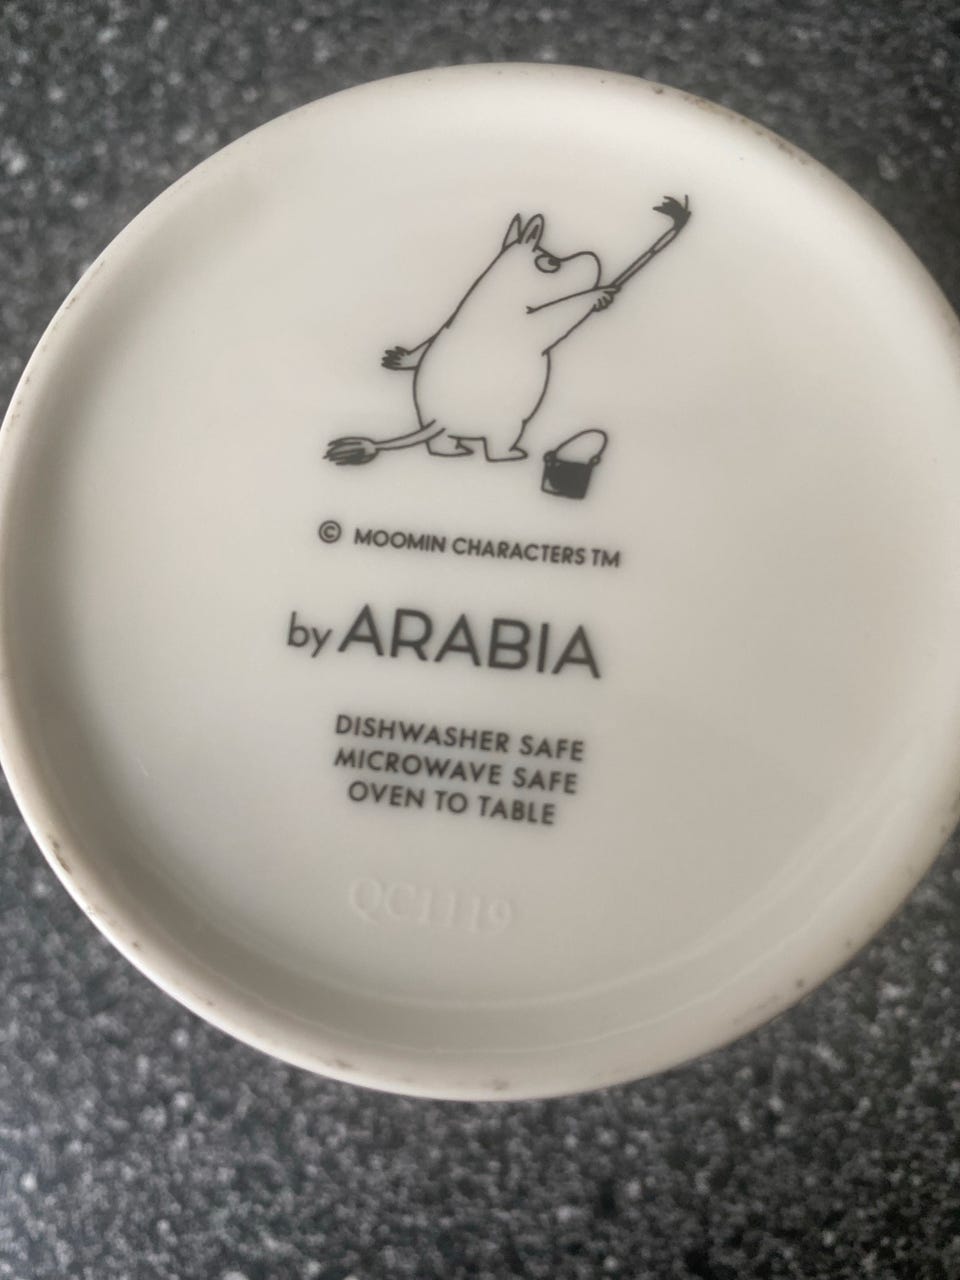 © MOOMIN CHARACTERS TM
by ARABIA
DISHWASHER SAFE
MICROWAVE SAFE
OVEN TO TABLE
QC1119